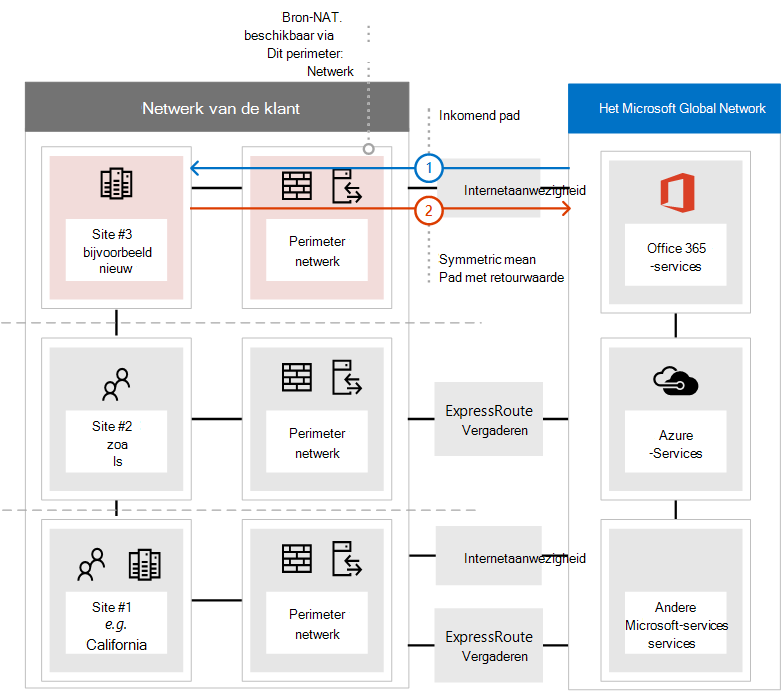 Bron-NAT.
beschikbaar via
Dit perimeter:
Netwerk
Netwerk van de klant
Het Microsoft Global Network
Inkomend pad
1
Internetaanwezigheid
2
Symmetric mean
Pad met retourwaarde
Site #3
bijvoorbeeld
nieuw
Perimeter
netwerk
Office 365
-services
Site #2
zoa
ls
Perimeter
netwerk
ExpressRoute
Vergaderen
Azure
-Services
Site #1
e.g.
California
Perimeter
netwerk
Internetaanwezigheid
ExpressRoute
Vergaderen
Andere
Microsoft-services
services